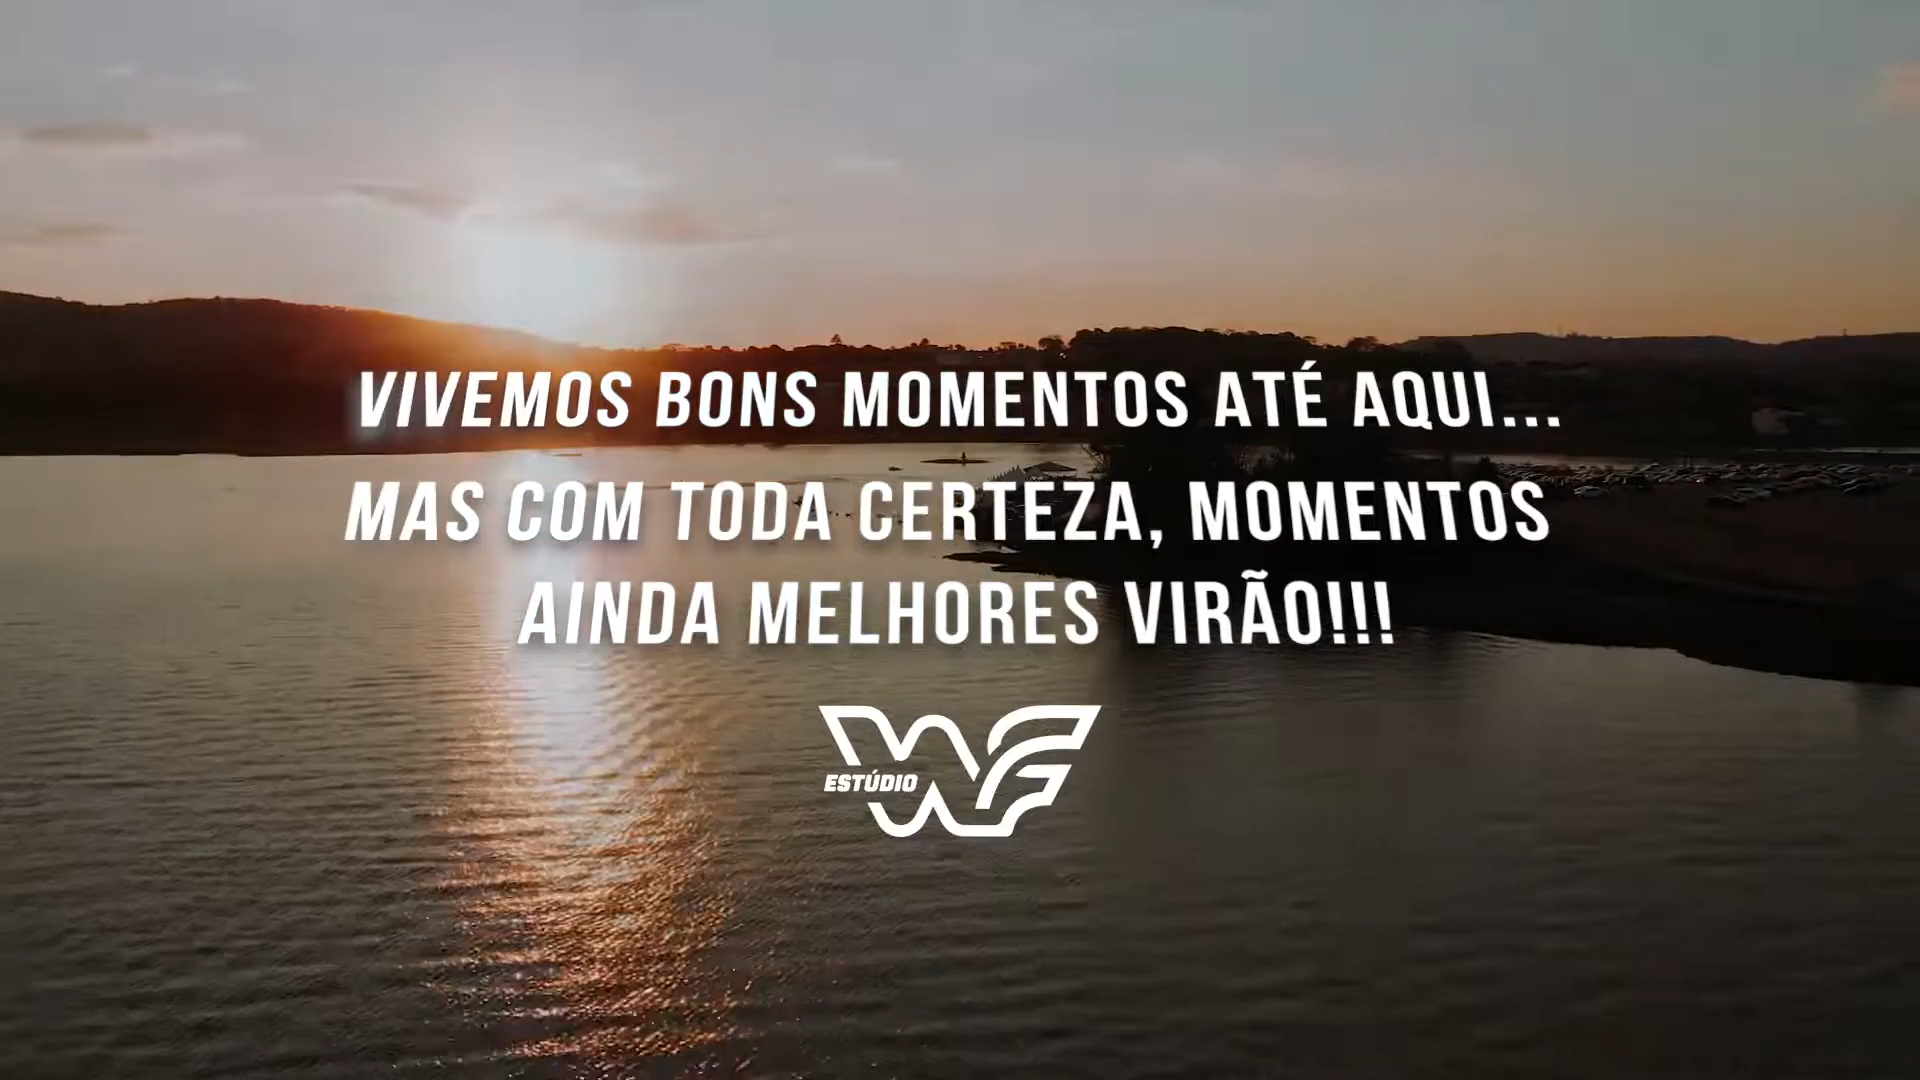 VIVEMOS BONS MOMENTOS ATÉ AQUI...
MAS COM TODA CERTEZA, MOMENTOS
AINDA MELHORES VIRÃO!!!
WF
ESTÚDIO